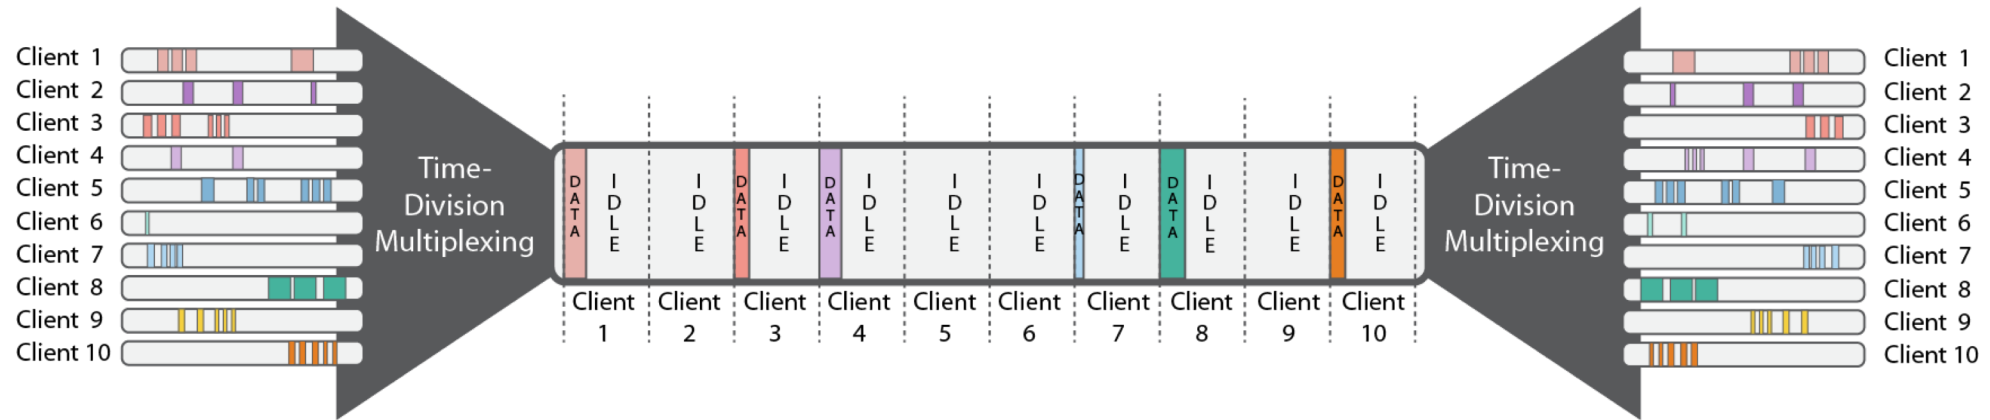 Client 1
Client 2
Client 3
Client 4
Client 5
Client 6
Client 7
Client 8
Client 9
Client 10
Time-
Division
Multiplexing
DATA
IDLE
IDLE
DATA
IDLE
DATA
IDLE
IDLE
IDLE
DATA
IDLE
DATA
IDLE
IDLE
DATA
IDLE
Client
1
Client
2
Client
3
Client
4
Client
5
Client
6
Client
7
Client
8
Client
9
Client
10
Time-
Division
Multiplexing
Client 1
Client 2
Client 3
Client 4
Client 5
Client 6
Client 7
Client 8
Client 9
Client 10